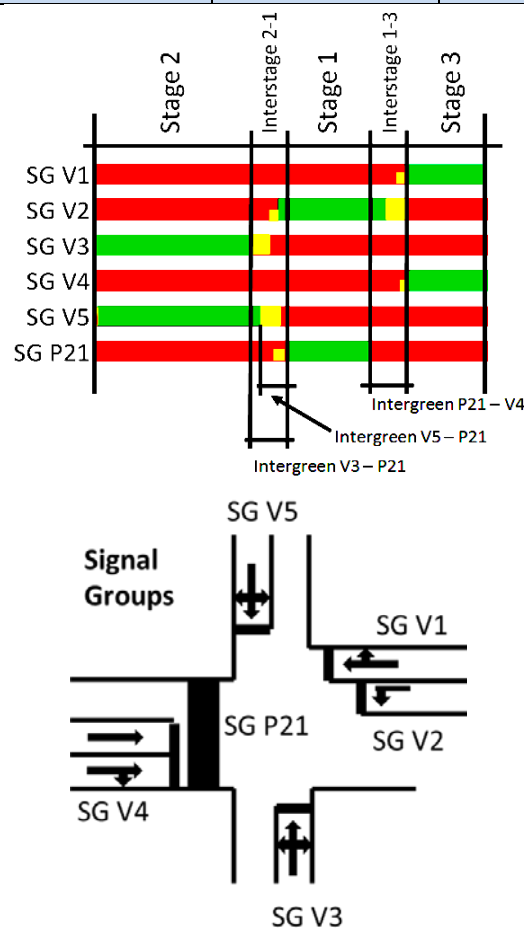 Stage 2
Interstage 2-1
Stage 1
Interstage 1-3
Stage 3
SG V1
SG V2
SG V3
SG V4
SG V5
SG P21
Intergreen P21 – V4
Intergreen V5 – P21
Intergreen V3 – P21
SG V5
Signal
Groups
SG V1
SG P21
SG V2
SG V4
SG V3